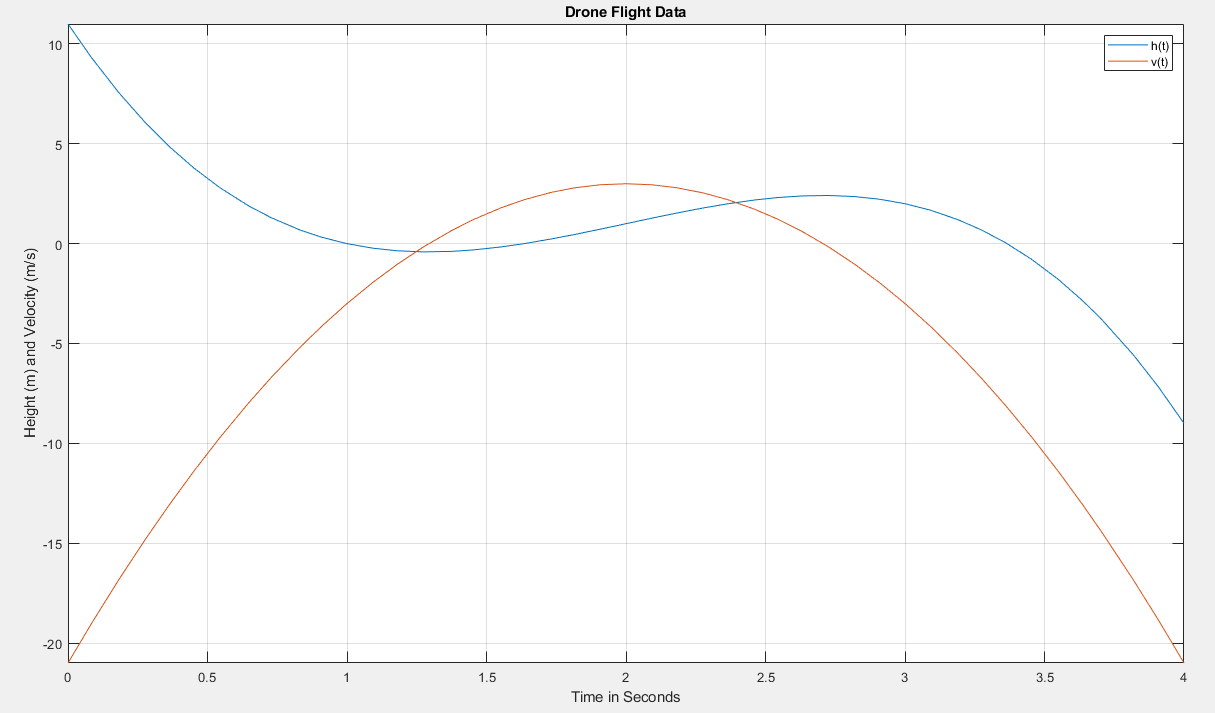 Drone Flight Data
h(t)
v(t)
10
5
0
-5
-10
-15
-20
Height (m) and Velocity (m/s)
0 0.5 1 1.5 2 2.5 3 3.5 4
Time in Seconds